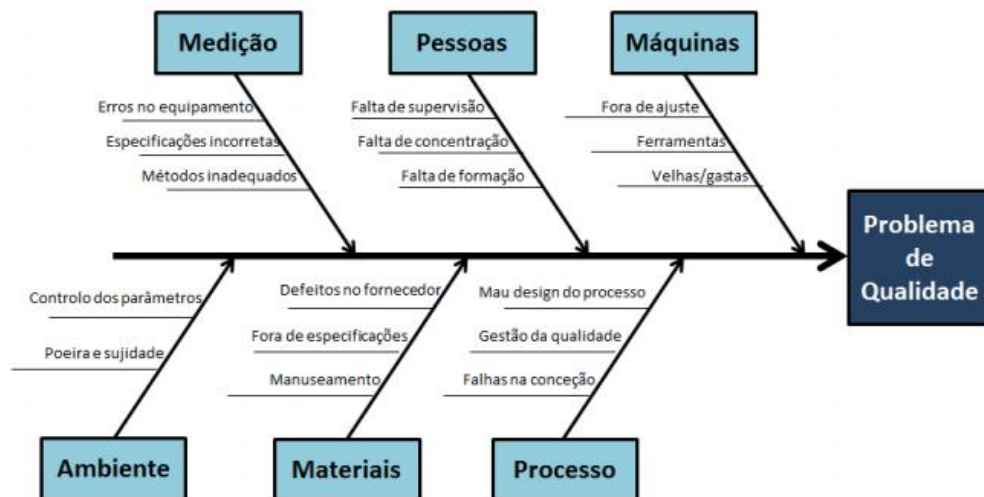 Medição
Pessoas
Máquinas
Erros no equipamento
Especificações incorretas
Métodos inadequados
Falta de supervisão
Falta de concentração
Falta de formação
Fora de ajuste
Ferramentas
Velhas/gastas
Problema
de
Qualidade
Controlo dos parâmetros
Poeira e sujidade
Defeitos no fornecedor
Fora de especificações
Manuseamento
Mau design do processo
Gestão da qualidade
Falhas na conceção
Ambiente
Materiais
Processo